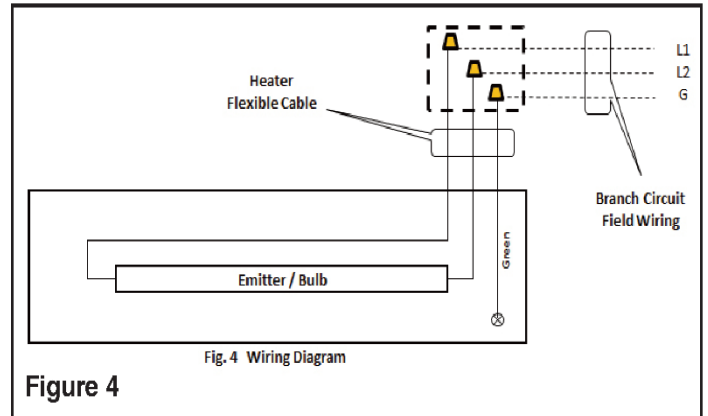 L1
L2
G
Heater
Flexible Cable
Branch Circuit
Field Wiring
Green
Emitter / Bulb
Fig. 4 Wiring Diagram
Figure 4